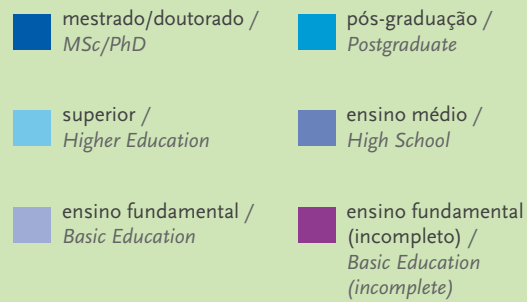 mestrado/doutorado /
MSc/PhD
pós-graduação /
Postgraduate
superior /
Higher Education
ensino médio /
High School
ensino fundamental /
Basic Education
ensino fundamental
(incompleto) /
Basic Education
(incomplete)